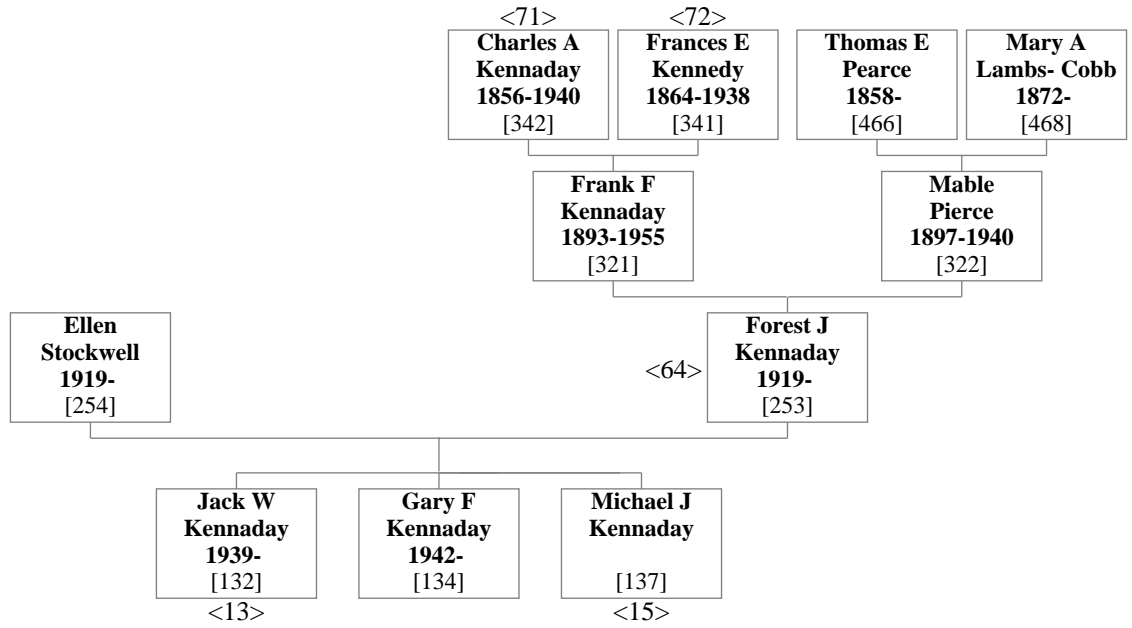 <71>
<72>
Charles A
Kennaday
1856-1940
[342]
Frances E
Kennedy
1864-1938
[341]
Thomas E
Pearce
1858-
[466]
Mary A
Lambs- Cobb
1872-
[468]
Frank F
Kennaday
1893-1955
[321]
Mable
Pierce
1897-1940
[322]
Ellen
Stockwell
1919-
[254]
<64>
Forest J
Kennaday
1919-
[253]
Jack W
Kennaday
1939-
[132]
Gary F
Kennaday
1942-
[134]
Michael J
Kennaday
[137]
<13>
<15>